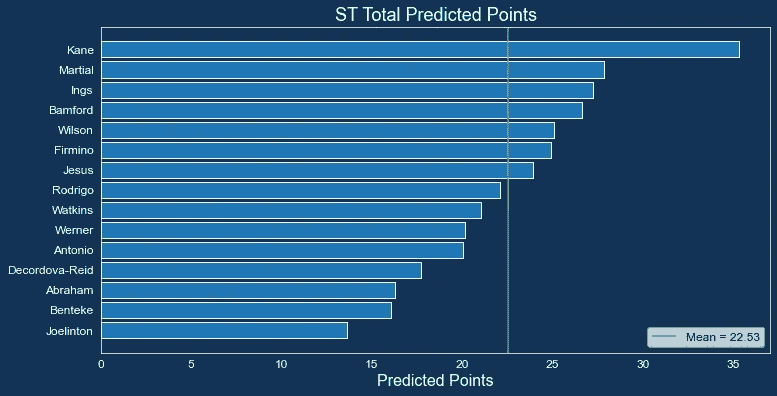 ST Total Predicted Points
Kane
Martial
Ings
Bamford
Wilson
Firmino
Jesus
Rodrigo
Watkins
Werner
Antonio
Decordova-Reid
Abraham
Benteke
Joelinton
Mean = 22.53
0 5 10 15 20 25 30 35
Predicted Points